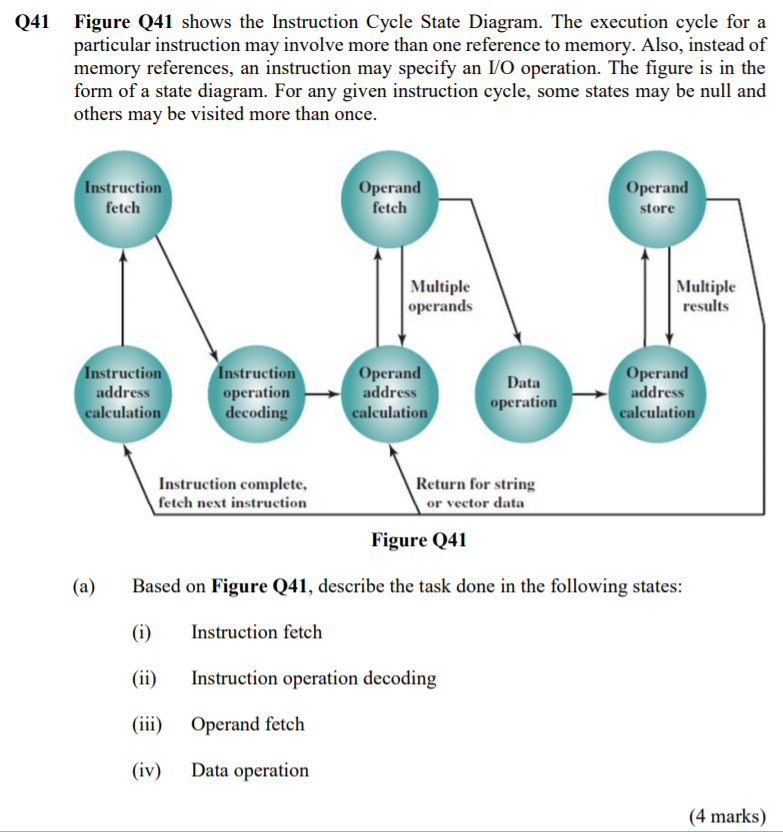 Q41 Figure Q41 shows the Instruction Cycle State Diagram. The execution cycle for a
particular instruction may involve more than one reference to memory. Also, instead of
memory references, an instruction may specify an I/O operation. The figure is in the
form of a state diagram. For any given instruction cycle, some states may be null and
others may be visited more than once.
Instruction
fetch
Operand
fetch
Operand
store
Multiple
operands
Multiple
results
Instruction
address
calculation
Instruction
operation
decoding
Operand
address
calculation
Data
operation
Operand
address
calculation
Instruction complete,
fetch next instruction
Return for string
or vector data
Figure Q41
(a) Based on Figure Q41, describe the task done in the following states:
(i) Instruction fetch
(ii) Instruction operation decoding
(iii) Operand fetch
(iv) Data operation
(4 marks)